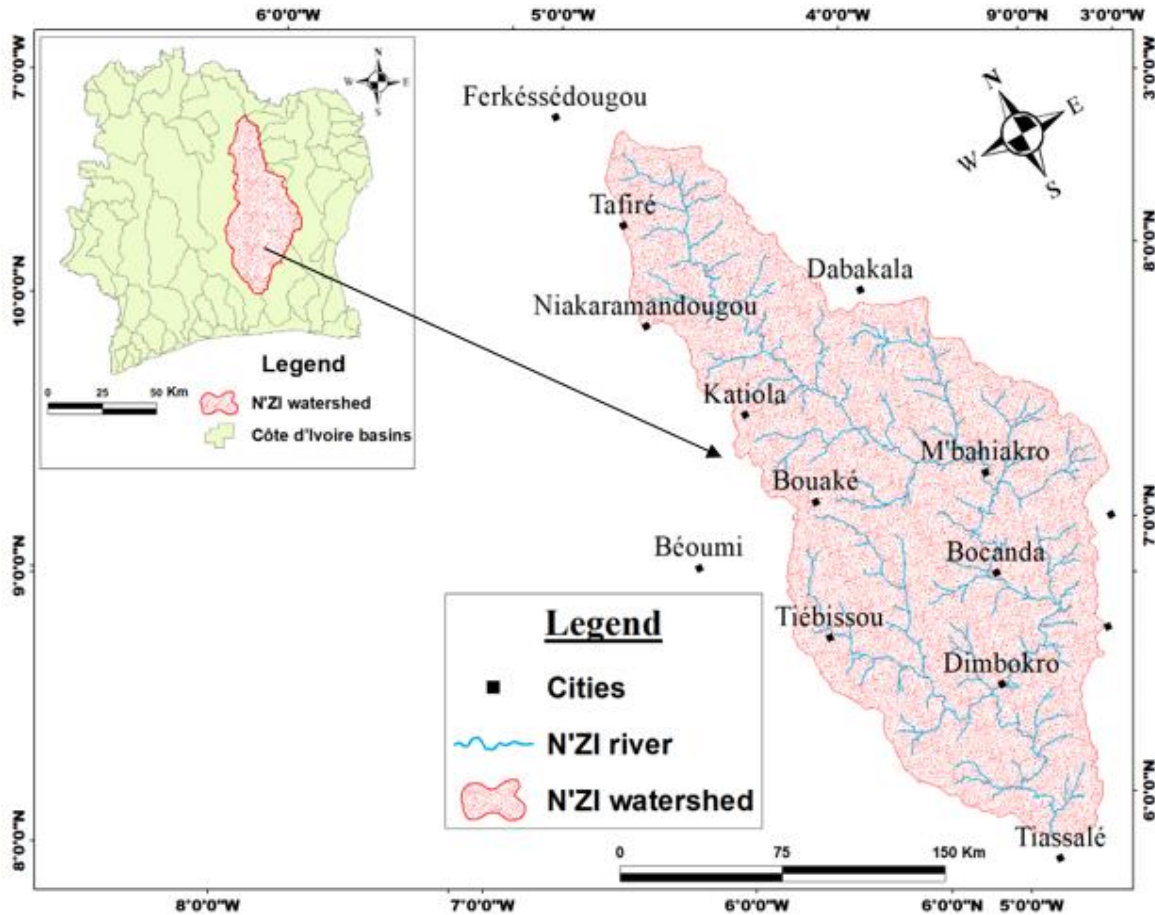 6°0'0"W 5°0'0"W 4°0'0"W 9°0'0"N 3°0'0"W
7°0'0"W
10°0'0"N
9°0'0"N
8°0'0"N
3°0'0"W
8°0'0"N
7°0'0"N
6°0'0"N
N
W E
S
Legend
0 25 50 Km
N'ZI watershed
Côte d'Ivoire basins
N
E
W
S
Ferkéssédougou
Tafiré
Dabakala
Niakaramandougou
Katiola
M'bahiakro
Bouaké
Béoumi
Bocanda
Tiébissou
Dimbokro
Tiassalé
Legend
Cities
N'ZI river
N'ZI watershed
0 75 150 Km
8°0'0"W 7°0'0"W 6°0'0"W 6°0'0"N 5°0'0"W